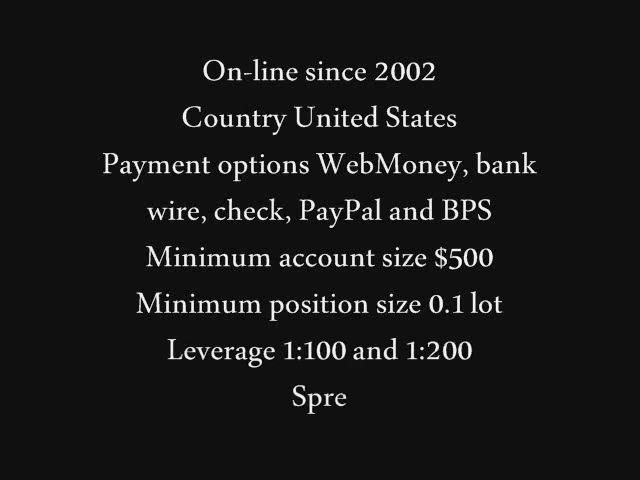 On-line since 2002
Country United States
Payment options WebMoney, bank
wire, check, PayPal and BPS
Minimum account size $500
Minimum position size 0.1 lot
Leverage 1:100 and 1:200
Spre